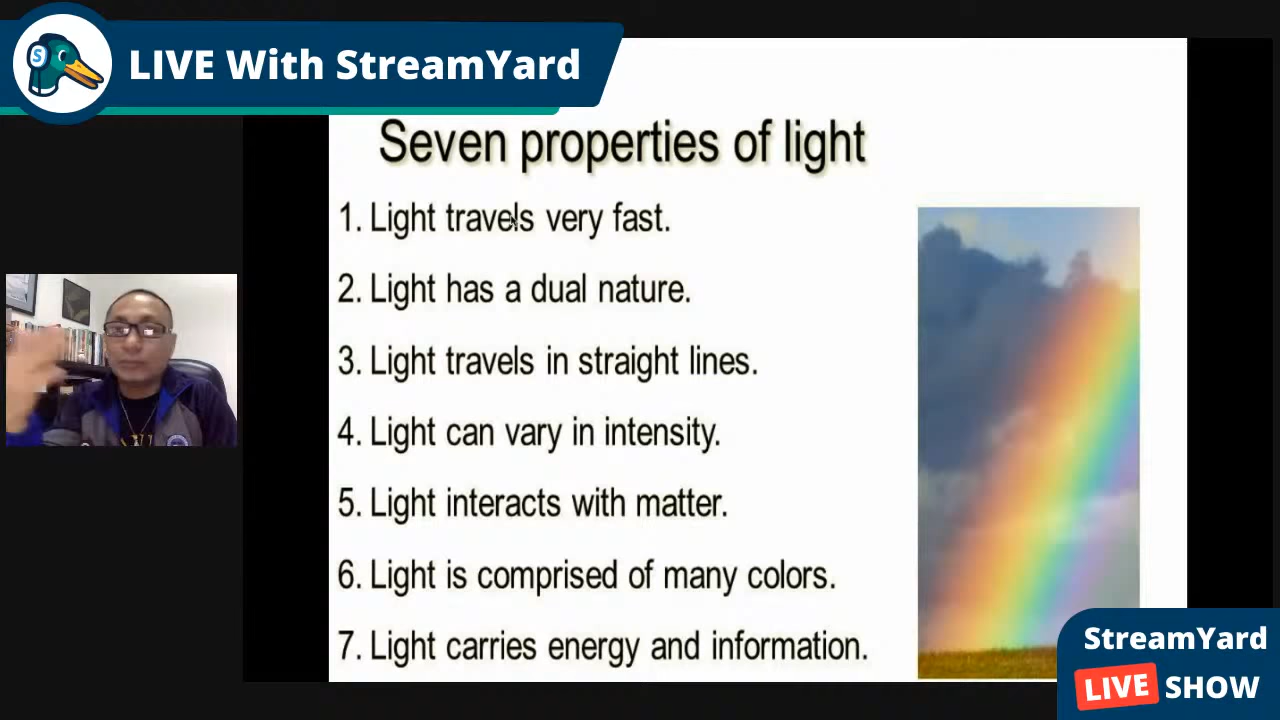 LIVE With StreamYard
Seven properties of light
1. Light travels very fast.
2. Light has a dual nature.
3. Light travels in straight lines.
4. Light can vary in intensity.
5. Light interacts with matter.
6. Light is comprised of many colors.
7. Light carries energy and information.
StreamYard
LIVE SHOW